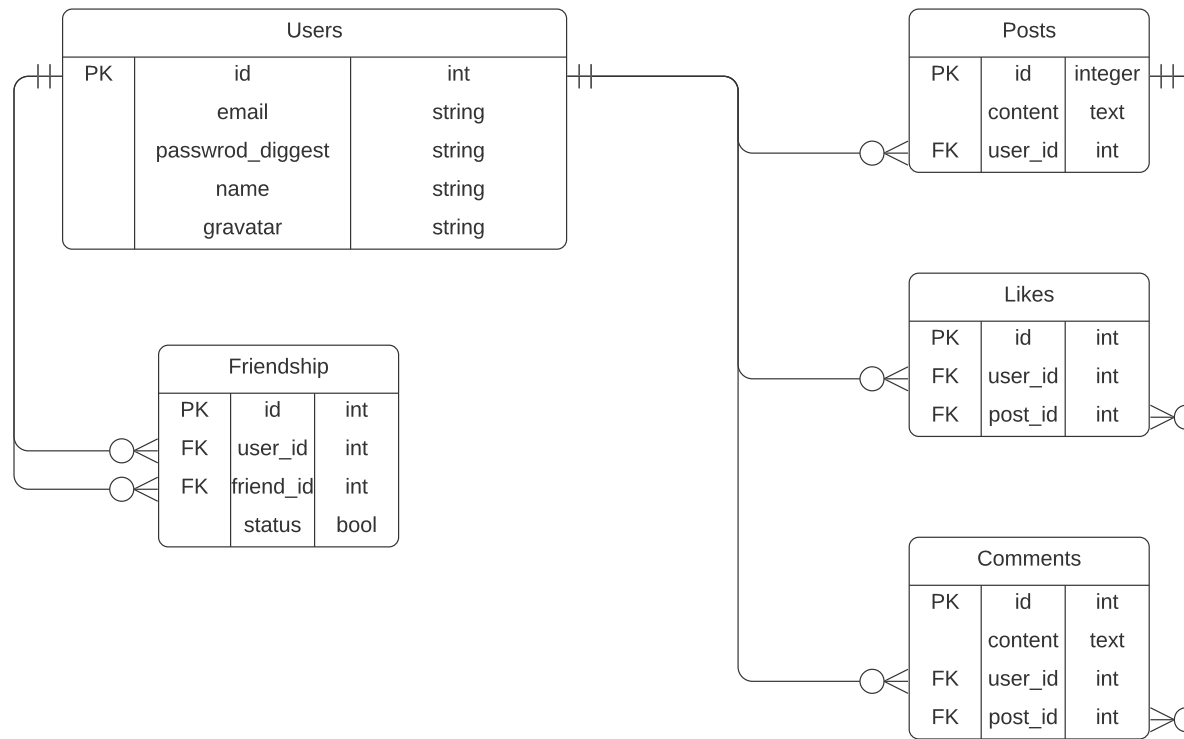 Users
PK id int
email string
passwrod_diggest string
name string
gravatar string
Posts
PK id integer
content text
FK user_id int
Likes
PK id int
FK user_id int
FK post_id int
Friendship
PK id int
FK user_id int
FK friend_id int
status bool
Comments
PK id int
content text
FK user_id int
FK post_id int